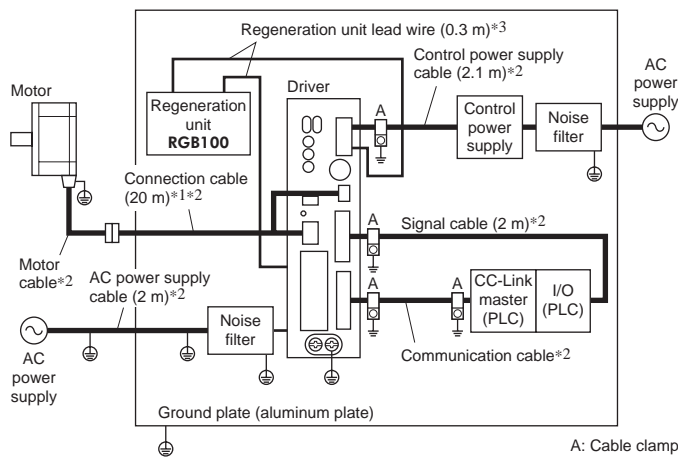 Regeneration unit lead wire (0.3 m)*3
Control power supply
cable (2.1 m)*2
AC
power
supply
Motor
Driver
A
Regeneration
unit
RGB100
Control
power
supply
Noise
filter
Connection cable
(20 m)*1*2
A
Signal cable (2 m)*2
Motor
cable*2
AC power supply
cable (2 m)*2
A
A
CC-Link
master
(PLC)
I/O
(PLC)
Noise
filter
Communication cable*2
AC
power
supply
Ground plate (aluminum plate)
A: Cable clamp